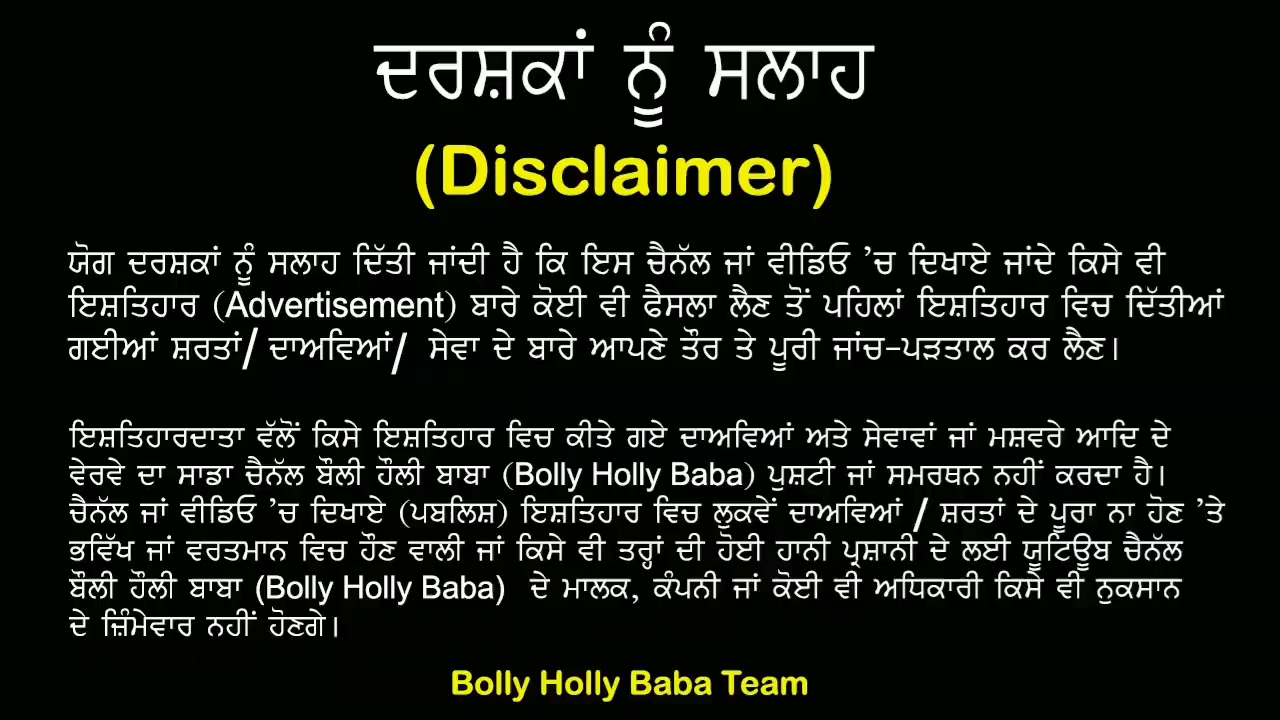 ਦਰਸ਼ਕਾਂ ਨੂੰ ਸਲਾਹ
(Disclaimer)
ਯੋਗ ਦਰਸ਼ਕਾਂ ਨੂੰ ਸਲਾਹ ਦਿੱਤੀ ਜਾਂਦੀ ਹੈ ਕਿ ਇਸ ਚੈਨੱਲ ਜਾਂ ਵੀਡਿਓ ’ਚ ਦਿਖਾਏ ਜਾਂਦੇ ਕਿਸੇ ਵੀ
ਇਸ਼ਤਿਹਾਰ (Advertisement) ਬਾਰੇ ਕੋਈ ਵੀ ਫੈਸਲਾ ਲੈਣ ਤੋਂ ਪਹਿਲਾਂ ਇਸ਼ਤਿਹਾਰ ਵਿਚ ਦਿੱਤੀਆਂ
ਗਈਆਂ ਸ਼ਰਤਾਂ/ ਦਾਅਵਿਆਂ/ ਸੇਵਾ ਦੇ ਬਾਰੇ ਆਪਣੇ ਤੌਰ ਤੇ ਪੂਰੀ ਜਾਂਚ-ਪੜਤਾਲ ਕਰ ਲੈਣ।
ਇਸ਼ਤਿਹਾਰਦਾਤਾ ਵੱਲੋਂ ਕਿਸੇ ਇਸ਼ਤਿਹਾਰ ਵਿਚ ਕੀਤੇ ਗਏ ਦਾਅਵਿਆਂ ਅਤੇ ਸੇਵਾਵਾਂ ਜਾਂ ਮਸ਼ਵਰੇ ਆਦਿ ਦੇ
ਵੇਰਵੇ ਦਾ ਸਾਡਾ ਚੈਨੱਲ ਬੌਲੀ ਹੌਲੀ ਬਾਬਾ (Bolly Holly Baba) ਪੁਸ਼ਟੀ ਜਾਂ ਸਮਰਥਨ ਨਹੀਂ ਕਰਦਾ ਹੈ।
ਚੈਨੱਲ ਜਾਂ ਵੀਡਿਓ ’ਚ ਦਿਖਾਏ (ਪਬਲਿਸ਼) ਇਸ਼ਤਿਹਾਰ ਵਿਚ ਲੁਕਵੇਂ ਦਾਅਵਿਆਂ / ਸ਼ਰਤਾਂ ਦੇ ਪੂਰਾ ਨਾ ਹੋਣ ’ਤੇ
ਭਵਿੱਖ ਜਾਂ ਵਰਤਮਾਨ ਵਿਚ ਹੌਣ ਵਾਲੀ ਜਾਂ ਕਿਸੇ ਵੀ ਤਰ੍ਹਾਂ ਦੀ ਹੋਈ ਹਾਨੀ ਪ੍ਰਸ਼ਾਨੀ ਦੇ ਲਈ ਯੂਟਿਊਬ ਚੈਨੱਲ
ਬੌਲੀ ਹੌਲੀ ਬਾਬਾ (Bolly Holly Baba) ਦੇ ਮਾਲਕ, ਕੰਪਨੀ ਜਾਂ ਕੋਈ ਵੀ ਅਧਿਕਾਰੀ ਕਿਸੇ ਵੀ ਨੁਕਸਾਨ
ਦੇ ਜ਼ਿੰਮੇਵਾਰ ਨਹੀਂ ਹੋਣਗੇ।
Bolly Holly Baba Team